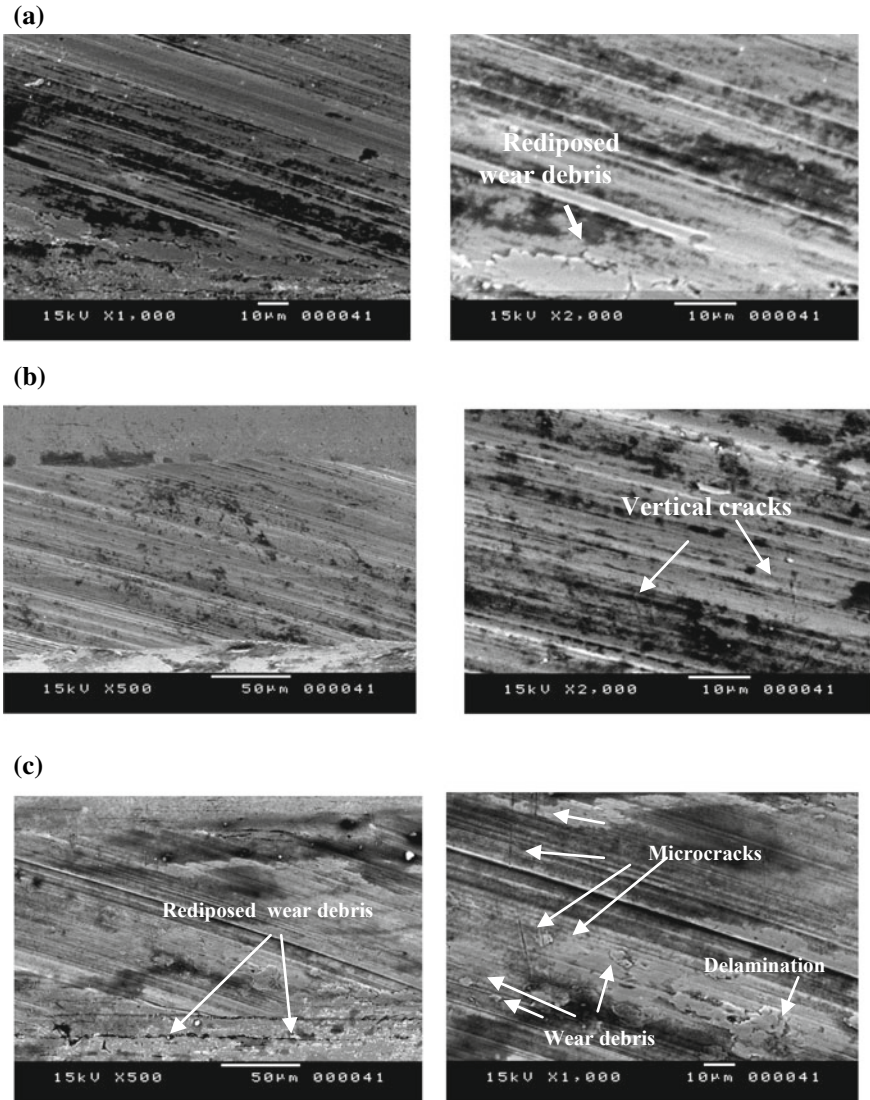 (a)
Rediposed
wear debris
15kV X1,000 10μm 000041
15kV X2,000 10μm 000041
(b)
Vertical cracks
15kV X500 50μm 000041
15kV X2,000 10μm 000041
(c)
Rediposed wear debris
Microcracks
Delamination
Wear debris
15kV X500 50μm 000041
15kV X1,000 10μm 000041